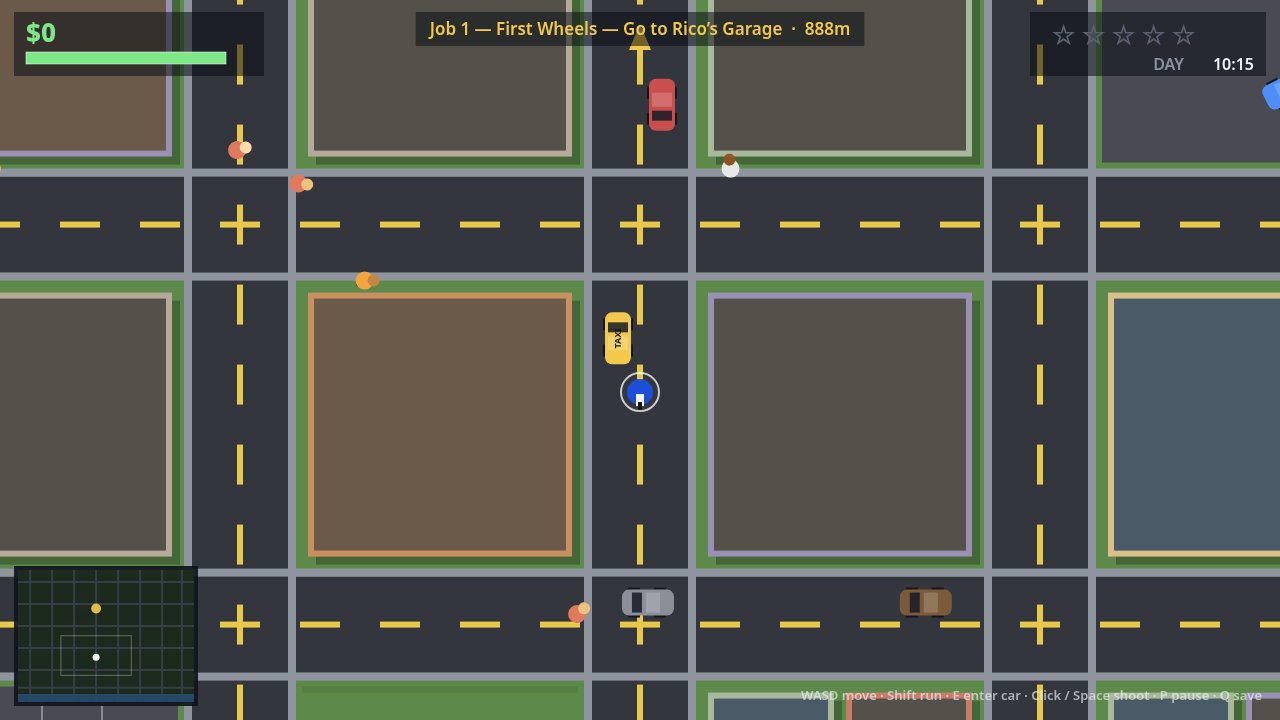 $0
Job 1 — First Wheels — Go to Rico’s Garage · 888m
DAY 10:15
TAXI
WASD move · Shift run · E enter car · Click / Space shoot · P pause · Q save